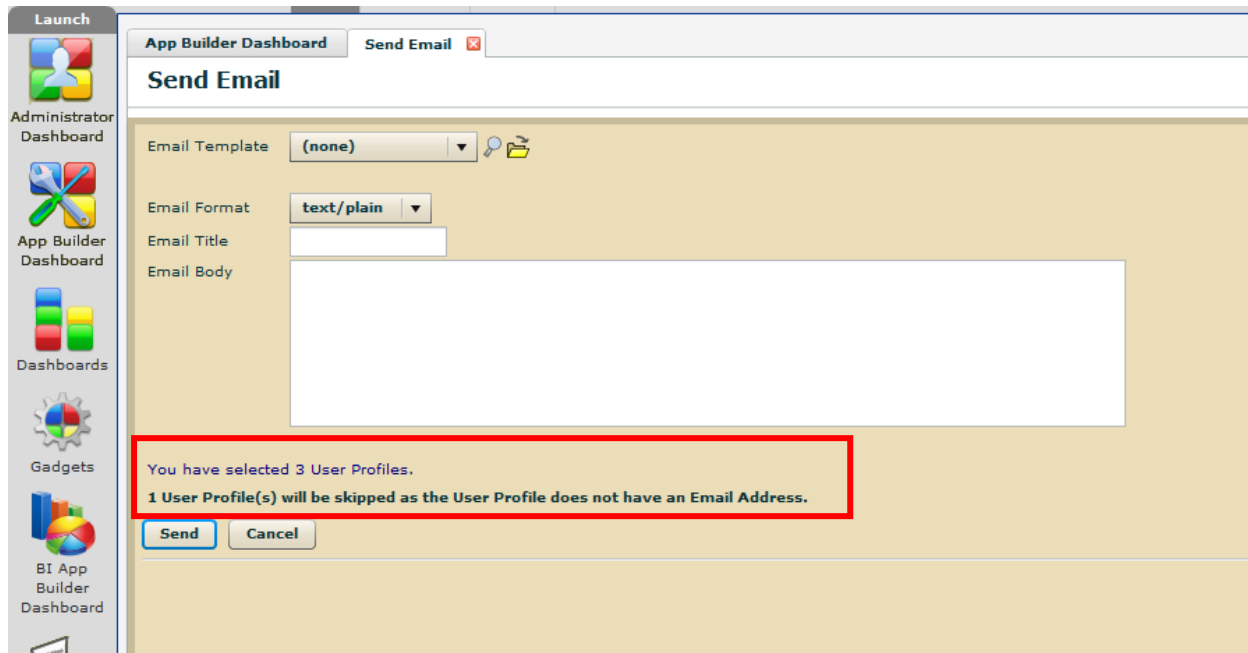 Launch
Administrator
Dashboard
App Builder
Dashboard
Dashboards
Gadgets
BI App
Builder
Dashboard
App Builder Dashboard
Send Email
Send Email
Email Template
(none)
Email Format
text/plain
Email Title
Email Body
You have selected 3 User Profiles.
1 User Profile(s) will be skipped as the User Profile does not have an Email Address.
Send
Cancel